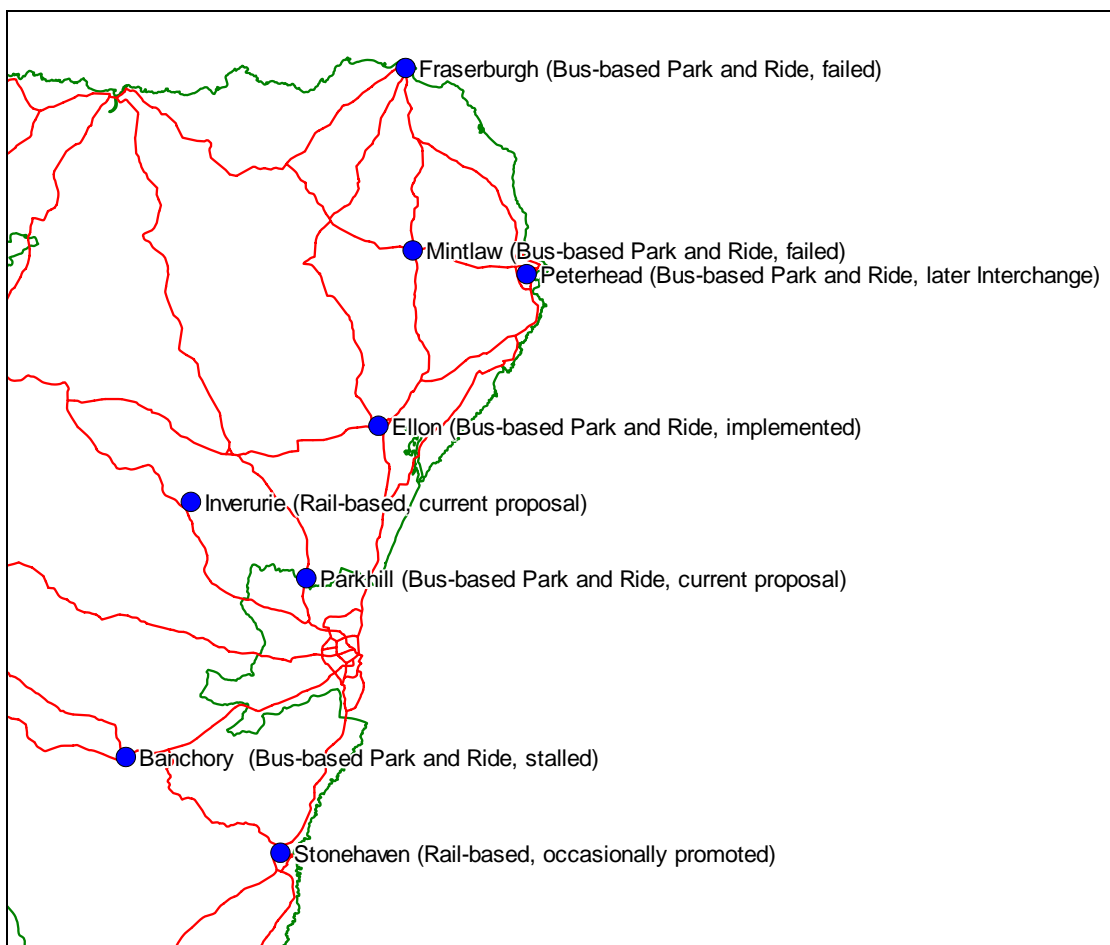 Fraserburgh (Bus-based Park and Ride, failed)
Mintlaw (Bus-based Park and Ride, failed)
Peterhead (Bus-based Park and Ride, later Interchange)
Ellon (Bus-based Park and Ride, implemented)
Inverurie (Rail-based, current proposal)
Parkhill (Bus-based Park and Ride, current proposal)
Banchory (Bus-based Park and Ride, stalled)
Stonehaven (Rail-based, occasionally promoted)